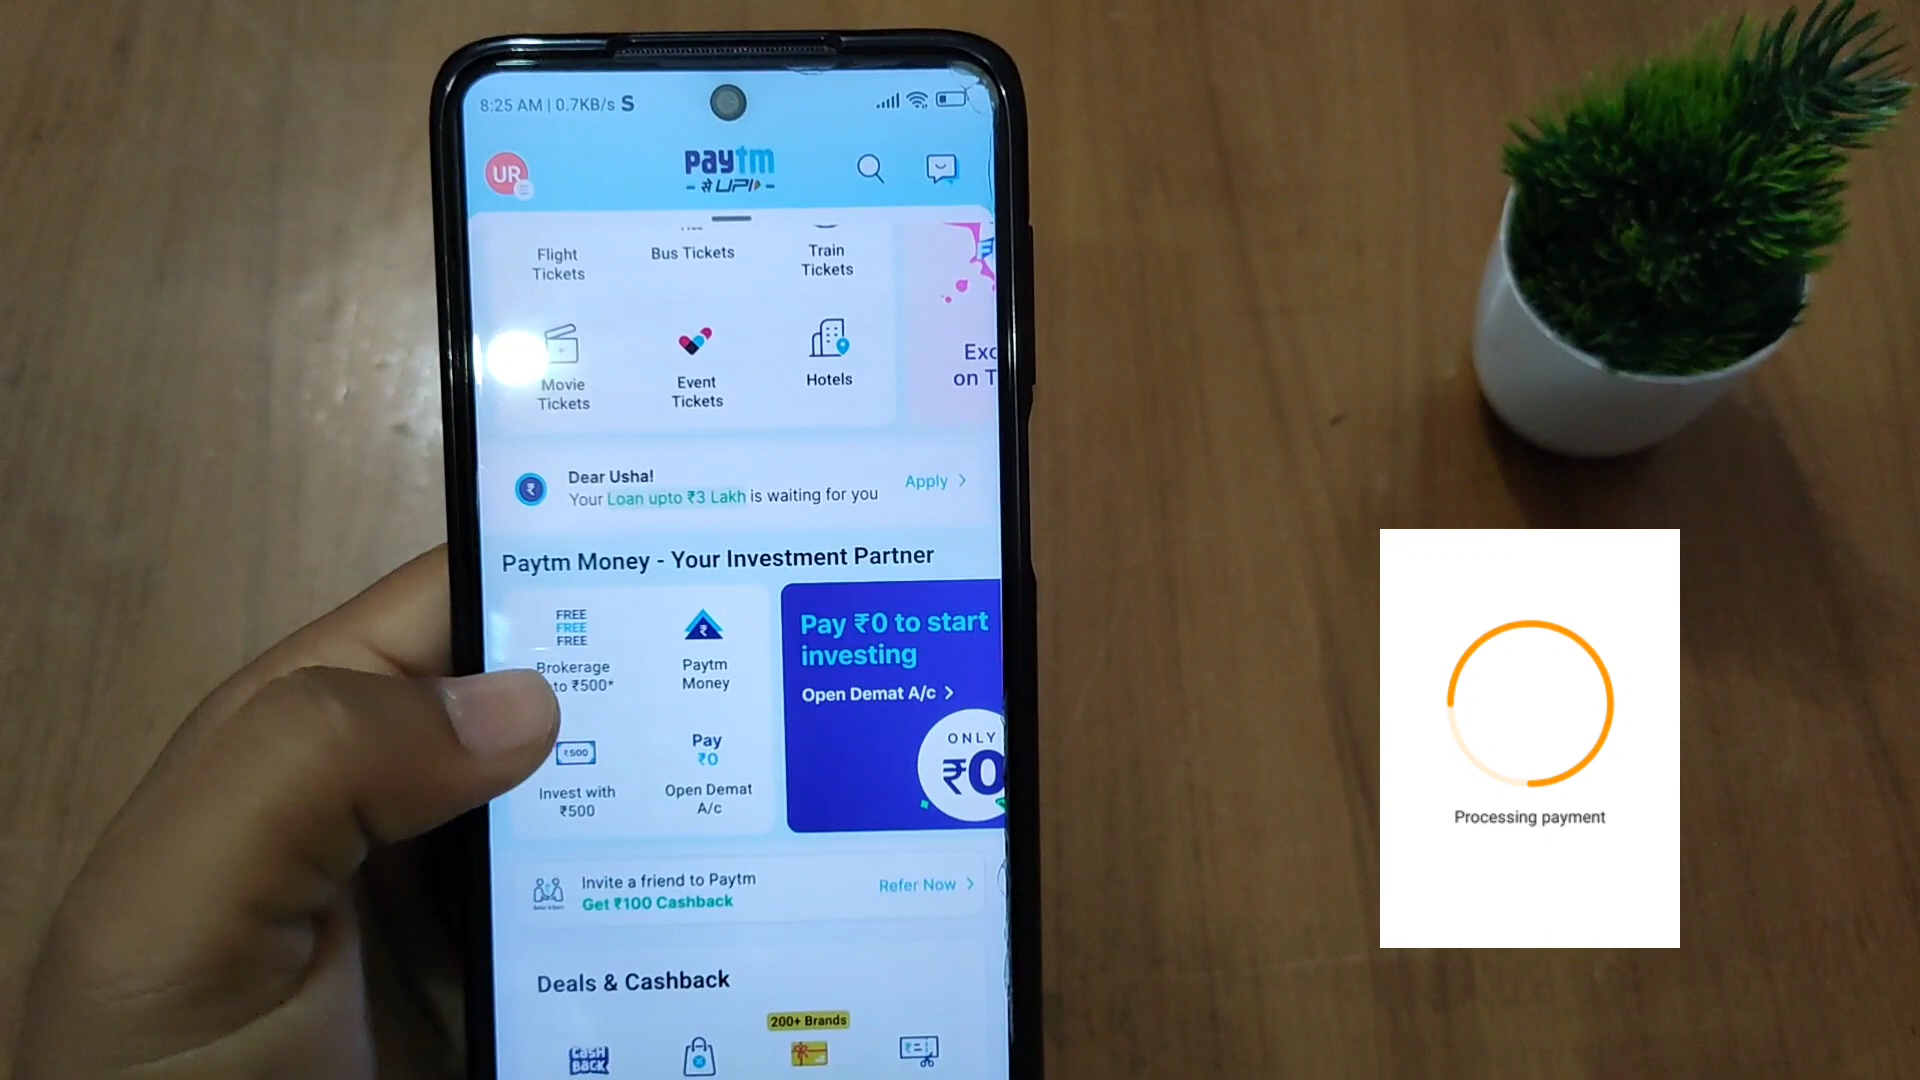 8:25 AM | 0.7KB/s S
UR
paytm
से UPI
Flight
Tickets
Bus Tickets
Train
Tickets
Movie
Tickets
Event
Tickets
Hotels
Exc
on T
Dear Usha!
Your Loan upto ₹3 Lakh is waiting for you
Apply >
Paytm Money - Your Investment Partner
FREE
FREE
FREE
Brokerage
to ₹500*
Paytm
Money
₹500
Invest with
₹500
Pay
₹0
Open Demat
A/c
Pay ₹0 to start
investing
Open Demat A/c >
ONLY
₹0
Invite a friend to Paytm
Get ₹100 Cashback
Refer Now >
Deals & Cashback
200+ Brands
CASH
BACK
Processing payment